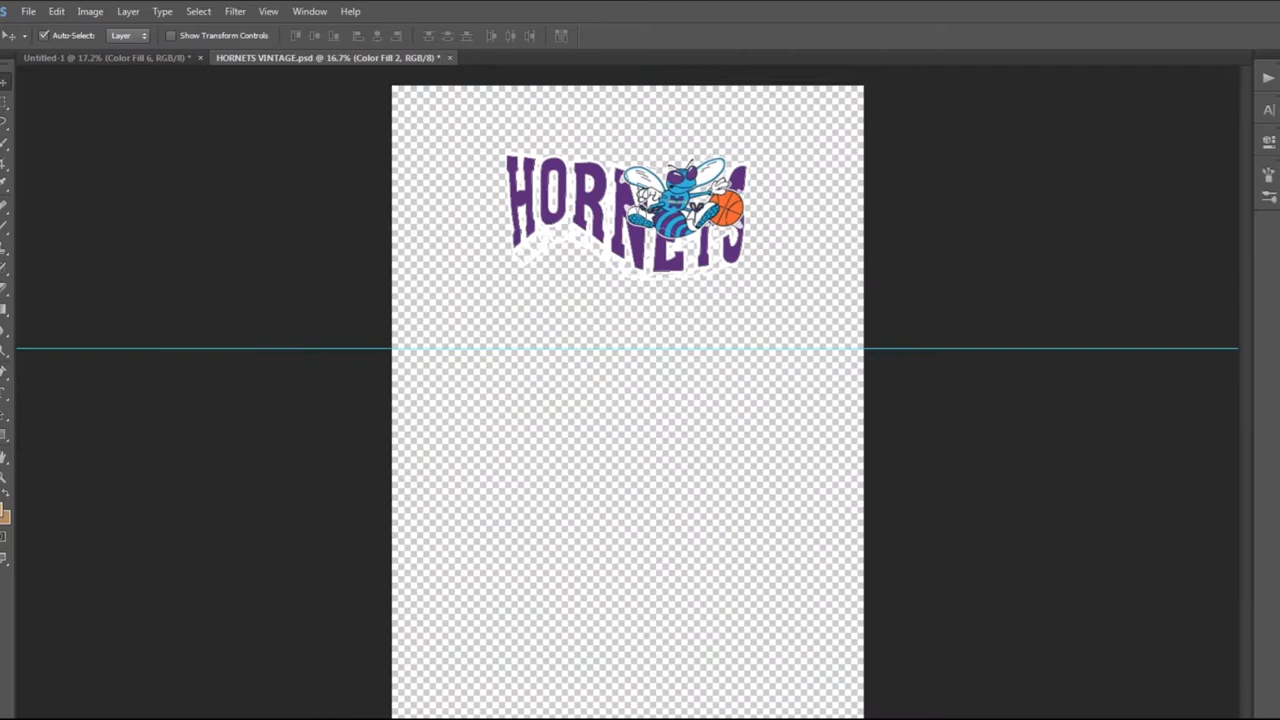 File Edit Image Layer Type Select Filter View Window Help
Auto-Select: Layer Show Transform Controls
Untitled-1 @ 17.2% (Color Fill 6, RGB/8) * × HORNETS VINTAGE.psd @ 16.7% (Color Fill 2, RGB/8) * ×
HORNETS